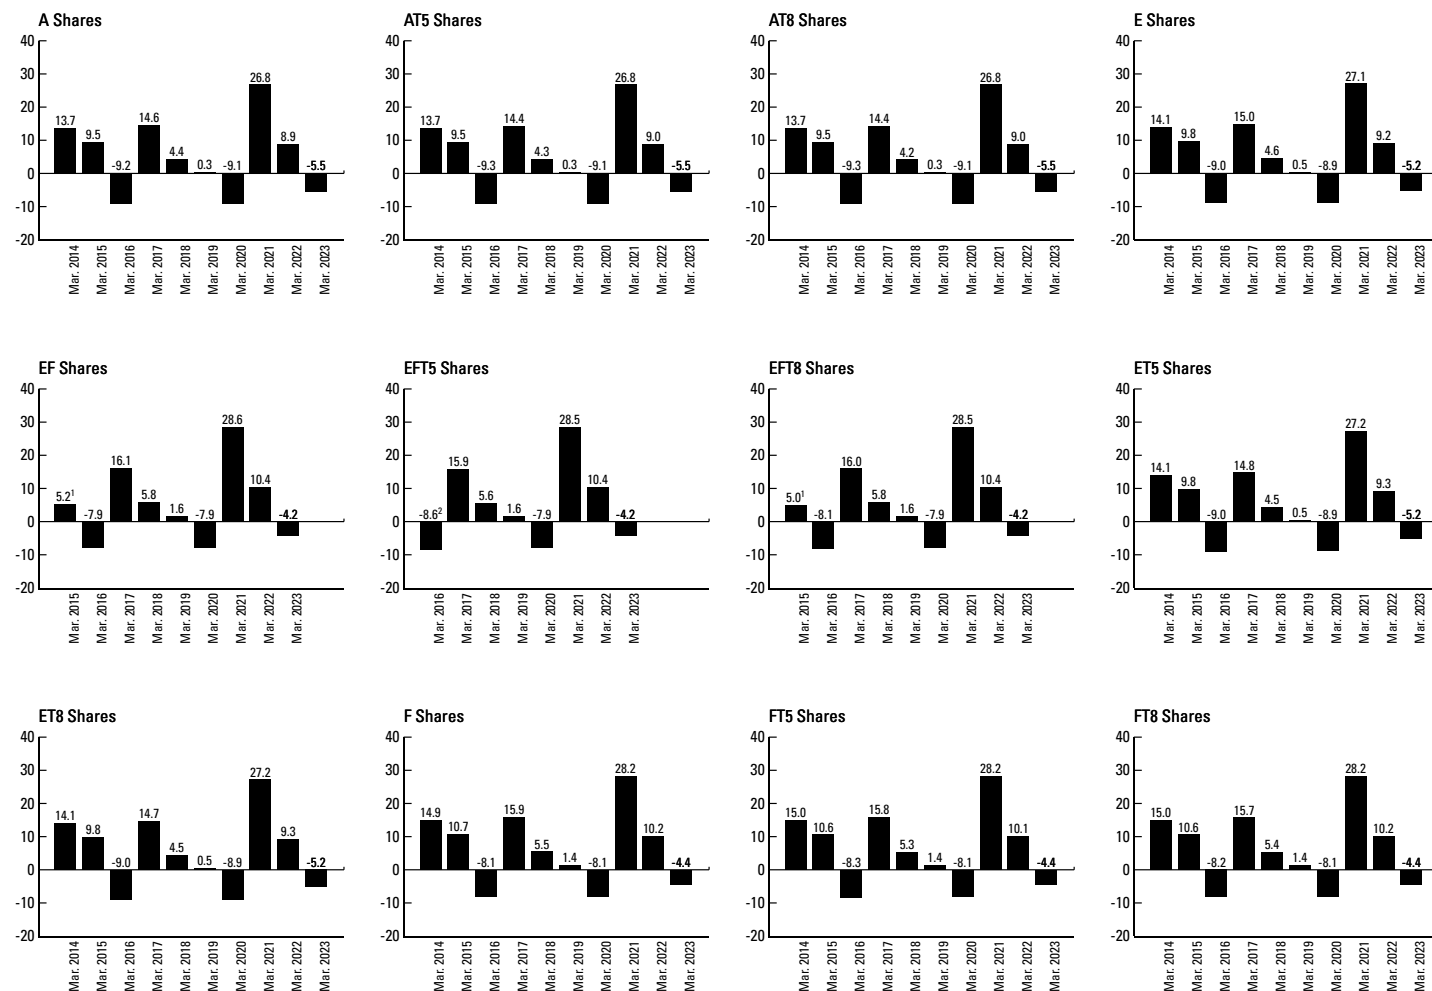 A Shares
40
30
20
10
0
-10
-20
13.7
9.5
-9.2
14.6
4.4
0.3
-9.1
26.8
8.9
-5.5
Mar. 2014
Mar. 2015
Mar. 2016
Mar. 2017
Mar. 2018
Mar. 2019
Mar. 2020
Mar. 2021
Mar. 2022
Mar. 2023
AT5 Shares
40
30
20
10
0
-10
-20
13.7
9.5
-9.3
14.4
4.3
0.3
-9.1
26.8
9.0
-5.5
Mar. 2014
Mar. 2015
Mar. 2016
Mar. 2017
Mar. 2018
Mar. 2019
Mar. 2020
Mar. 2021
Mar. 2022
Mar. 2023
AT8 Shares
40
30
20
10
0
-10
-20
13.7
9.5
-9.3
14.4
4.2
0.3
-9.1
26.8
9.0
-5.5
Mar. 2014
Mar. 2015
Mar. 2016
Mar. 2017
Mar. 2018
Mar. 2019
Mar. 2020
Mar. 2021
Mar. 2022
Mar. 2023
E Shares
40
30
20
10
0
-10
-20
14.1
9.8
-9.0
15.0
4.6
0.5
-8.9
27.1
9.2
-5.2
Mar. 2014
Mar. 2015
Mar. 2016
Mar. 2017
Mar. 2018
Mar. 2019
Mar. 2020
Mar. 2021
Mar. 2022
Mar. 2023
EF Shares
40
30
20
10
0
-10
-20
5.2¹
-7.9
16.1
5.8
1.6
-7.9
28.6
10.4
-4.2
Mar. 2015
Mar. 2016
Mar. 2017
Mar. 2018
Mar. 2019
Mar. 2020
Mar. 2021
Mar. 2022
Mar. 2023
EFT5 Shares
40
30
20
10
0
-10
-20
-8.6²
15.9
5.6
1.6
-7.9
28.5
10.4
-4.2
Mar. 2016
Mar. 2017
Mar. 2018
Mar. 2019
Mar. 2020
Mar. 2021
Mar. 2022
Mar. 2023
EFT8 Shares
40
30
20
10
0
-10
-20
5.0¹
-8.1
16.0
5.8
1.6
-7.9
28.5
10.4
-4.2
Mar. 2015
Mar. 2016
Mar. 2017
Mar. 2018
Mar. 2019
Mar. 2020
Mar. 2021
Mar. 2022
Mar. 2023
ET5 Shares
40
30
20
10
0
-10
-20
14.1
9.8
-9.0
14.8
4.5
0.5
-8.9
27.2
9.3
-5.2
Mar. 2014
Mar. 2015
Mar. 2016
Mar. 2017
Mar. 2018
Mar. 2019
Mar. 2020
Mar. 2021
Mar. 2022
Mar. 2023
ET8 Shares
40
30
20
10
0
-10
-20
14.1
9.8
-9.0
14.7
4.5
0.5
-8.9
27.2
9.3
-5.2
Mar. 2014
Mar. 2015
Mar. 2016
Mar. 2017
Mar. 2018
Mar. 2019
Mar. 2020
Mar. 2021
Mar. 2022
Mar. 2023
F Shares
40
30
20
10
0
-10
-20
14.9
10.7
-8.1
15.9
5.5
1.4
-8.1
28.2
10.2
-4.4
Mar. 2014
Mar. 2015
Mar. 2016
Mar. 2017
Mar. 2018
Mar. 2019
Mar. 2020
Mar. 2021
Mar. 2022
Mar. 2023
FT5 Shares
40
30
20
10
0
-10
-20
15.0
10.6
-8.3
15.8
5.3
1.4
-8.1
28.2
10.1
-4.4
Mar. 2014
Mar. 2015
Mar. 2016
Mar. 2017
Mar. 2018
Mar. 2019
Mar. 2020
Mar. 2021
Mar. 2022
Mar. 2023
FT8 Shares
40
30
20
10
0
-10
-20
15.0
10.6
-8.2
15.7
5.4
1.4
-8.1
28.2
10.2
-4.4
Mar. 2014
Mar. 2015
Mar. 2016
Mar. 2017
Mar. 2018
Mar. 2019
Mar. 2020
Mar. 2021
Mar. 2022
Mar. 2023